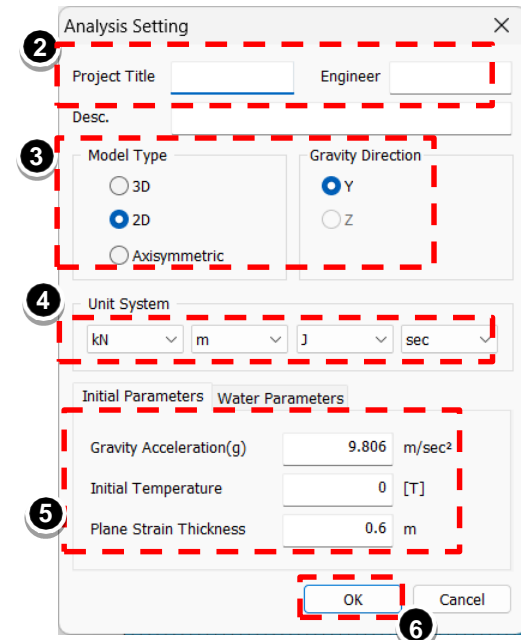 Analysis Setting
2
Project Title Engineer
Desc.
3
Model Type Gravity Direction
3D Y
2D Z
Axisymmetric
4
Unit System
kN m J sec
Initial Parameters Water Parameters
Gravity Acceleration(g) 9.806 m/sec²
Initial Temperature 0 [T]
5
Plane Strain Thickness 0.6 m
OK Cancel
6